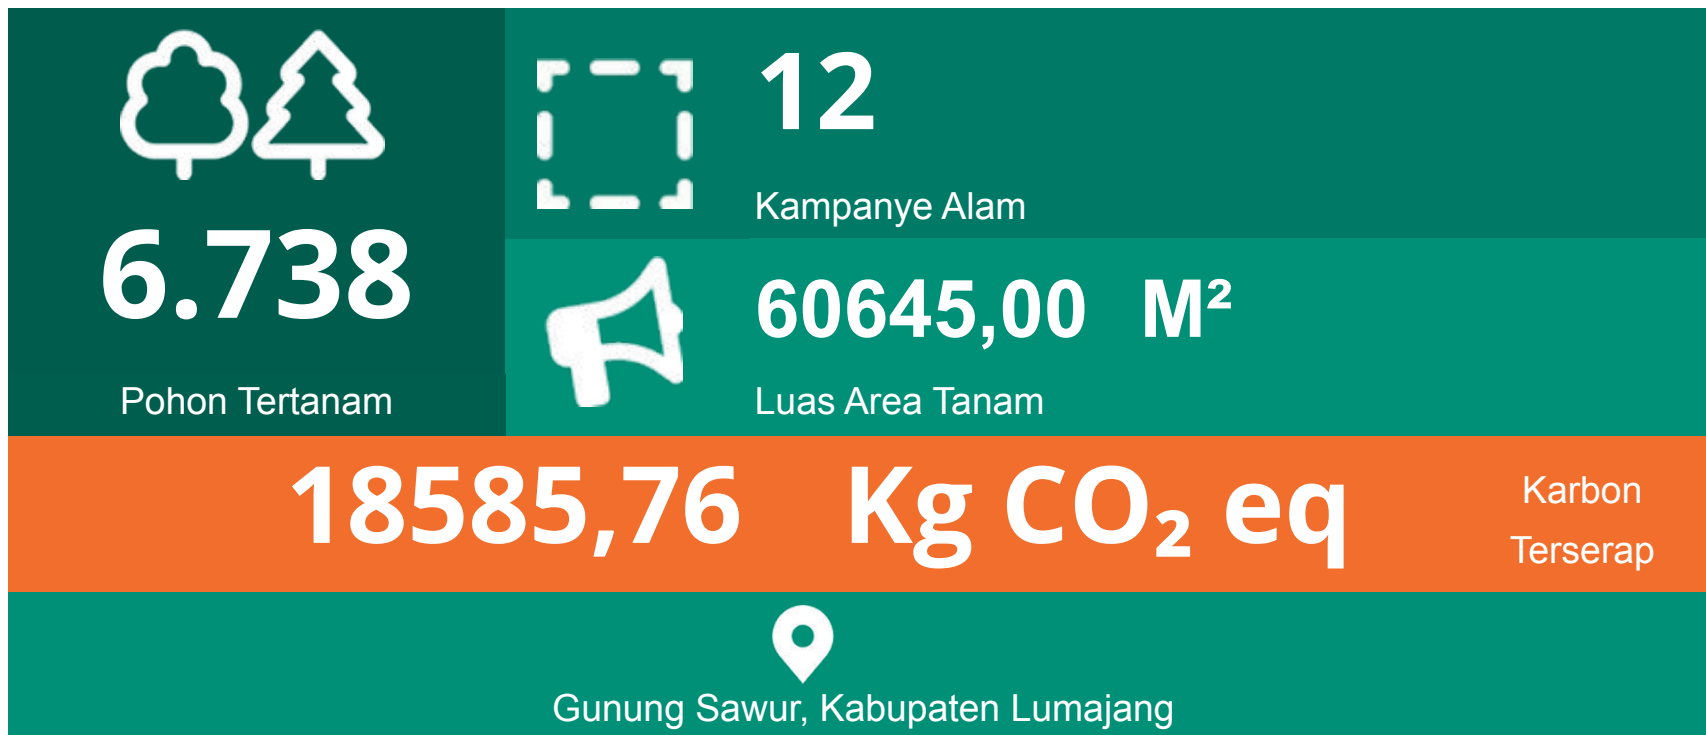 6.738
Pohon Tertanam
12
Kampanye Alam
60645,00 M²
Luas Area Tanam
18585,76 Kg CO₂ eq
Karbon
Terserap
Gunung Sawur, Kabupaten Lumajang